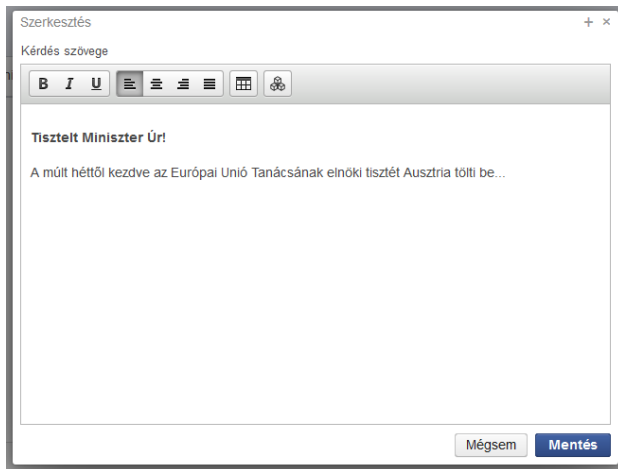 Szerkesztés
Kérdés szövege
B I U
Tisztelt Miniszter Úr!
A múlt héttől kezdve az Európai Unió Tanácsának elnöki tisztét Ausztria tölti be...
Mégsem Mentés